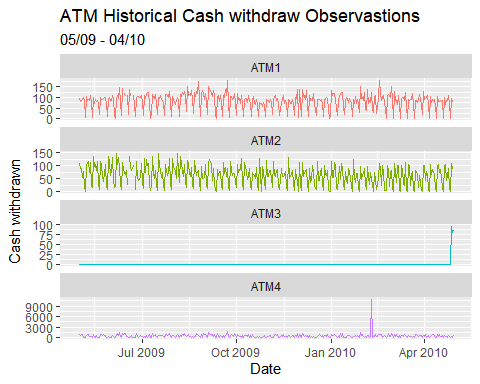 ATM Historical Cash withdraw Observastions
05/09 - 04/10
ATM1
150
100
50
0
ATM2
150
100
50
0
ATM3
100
75
50
25
0
ATM4
9000
6000
3000
0
Cash withdrawn
Jul 2009 Oct 2009 Jan 2010 Apr 2010
Date